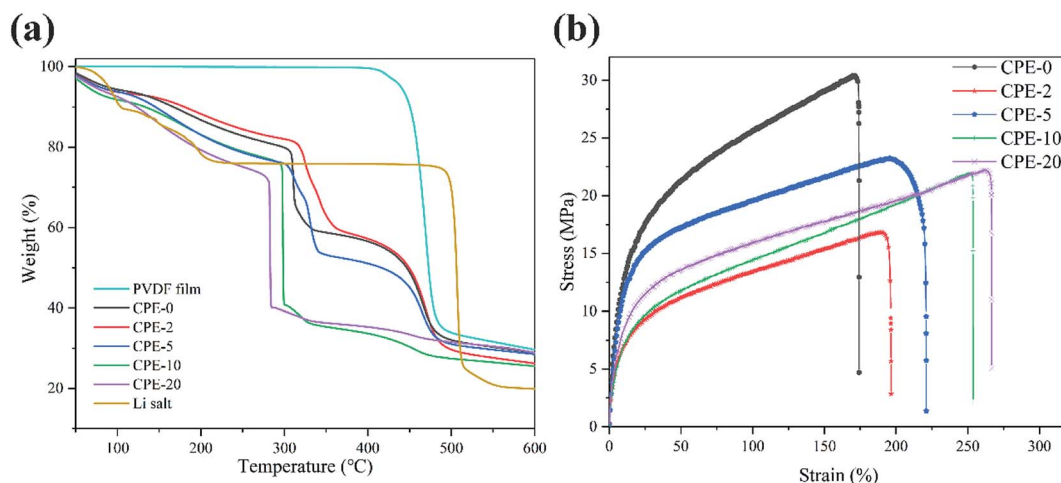 (a)
100
80
60
40
20
Weight (%)
PVDF film
CPE-0
CPE-2
CPE-5
CPE-10
CPE-20
Li salt
100
200
300
400
500
600
Temperature (℃)
(b)
30
25
20
15
10
5
0
Stress (MPa)
CPE-0
CPE-2
CPE-5
CPE-10
CPE-20
0
50
100
150
200
250
300
Strain (%)